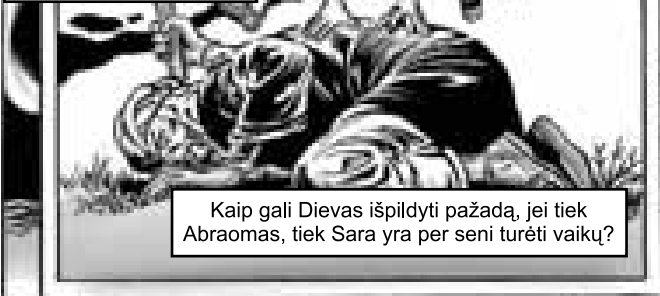 Kaip gali Dievas išpildyti pažadą, jei tiek
Abraomas, tiek Sara yra per seni turėti vaikų?